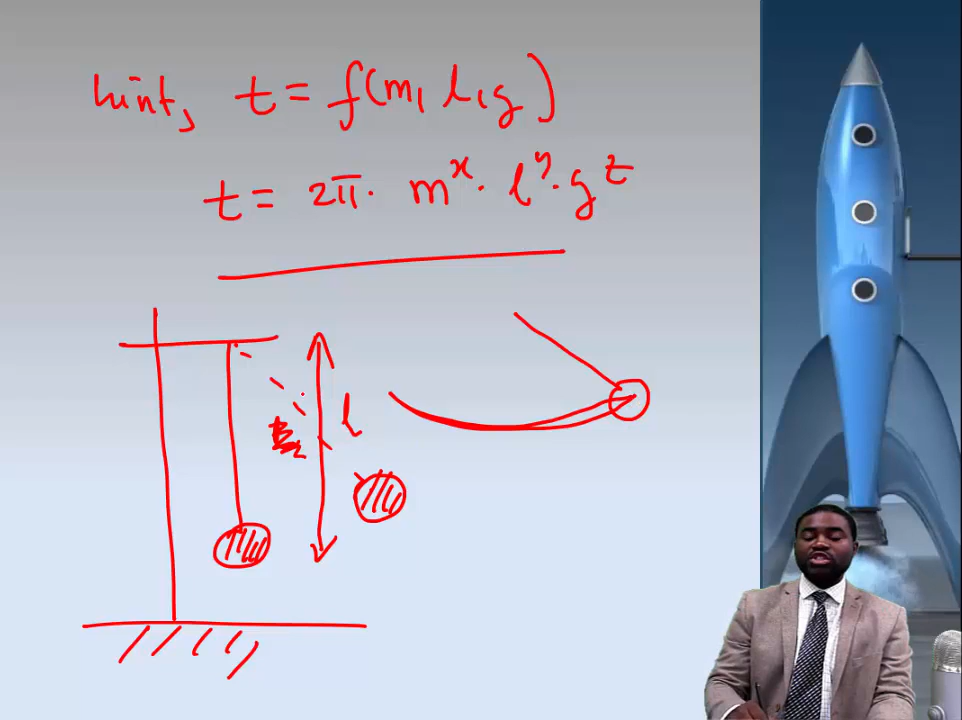 hint, t = f(m, l, g)
t = 2π · m^x · l^y · g^z
l